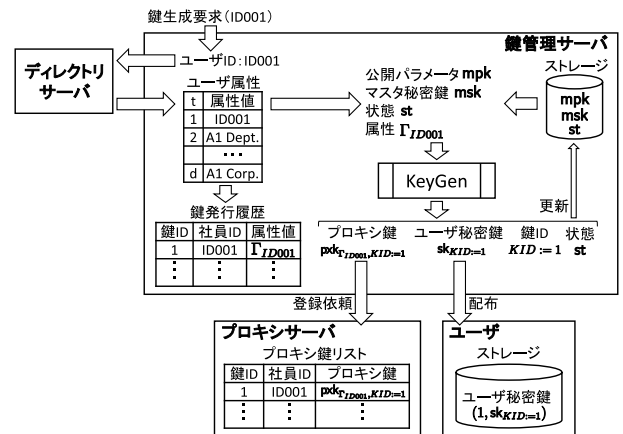 鍵生成要求(ID001)
鍵管理サーバ
ディレクトリ
サーバ
ユーザID:ID001
ユーザ属性
t 属性値
1 ID001
2 A1 Dept.
…
d A1 Corp.
公開パラメータ mpk
マスタ秘密鍵 msk
状態 st
属性 Γ_ID001
ストレージ
mpk
msk
st
KeyGen
更新
鍵発行履歴
鍵ID 社員ID 属性値
1 ID001 Γ_ID001
⋮ ⋮ ⋮
プロキシ鍵 ユーザ秘密鍵 鍵ID 状態
pxk_Γ_ID001,KID:=1 sk_KID:=1 KID := 1 st
登録依頼
配布
プロキシサーバ
プロキシ鍵リスト
鍵ID 社員ID プロキシ鍵
1 ID001 pxk_Γ_ID001,KID:=1
⋮ ⋮ ⋮
ユーザ
ストレージ
ユーザ秘密鍵
(1,sk_KID:=1)